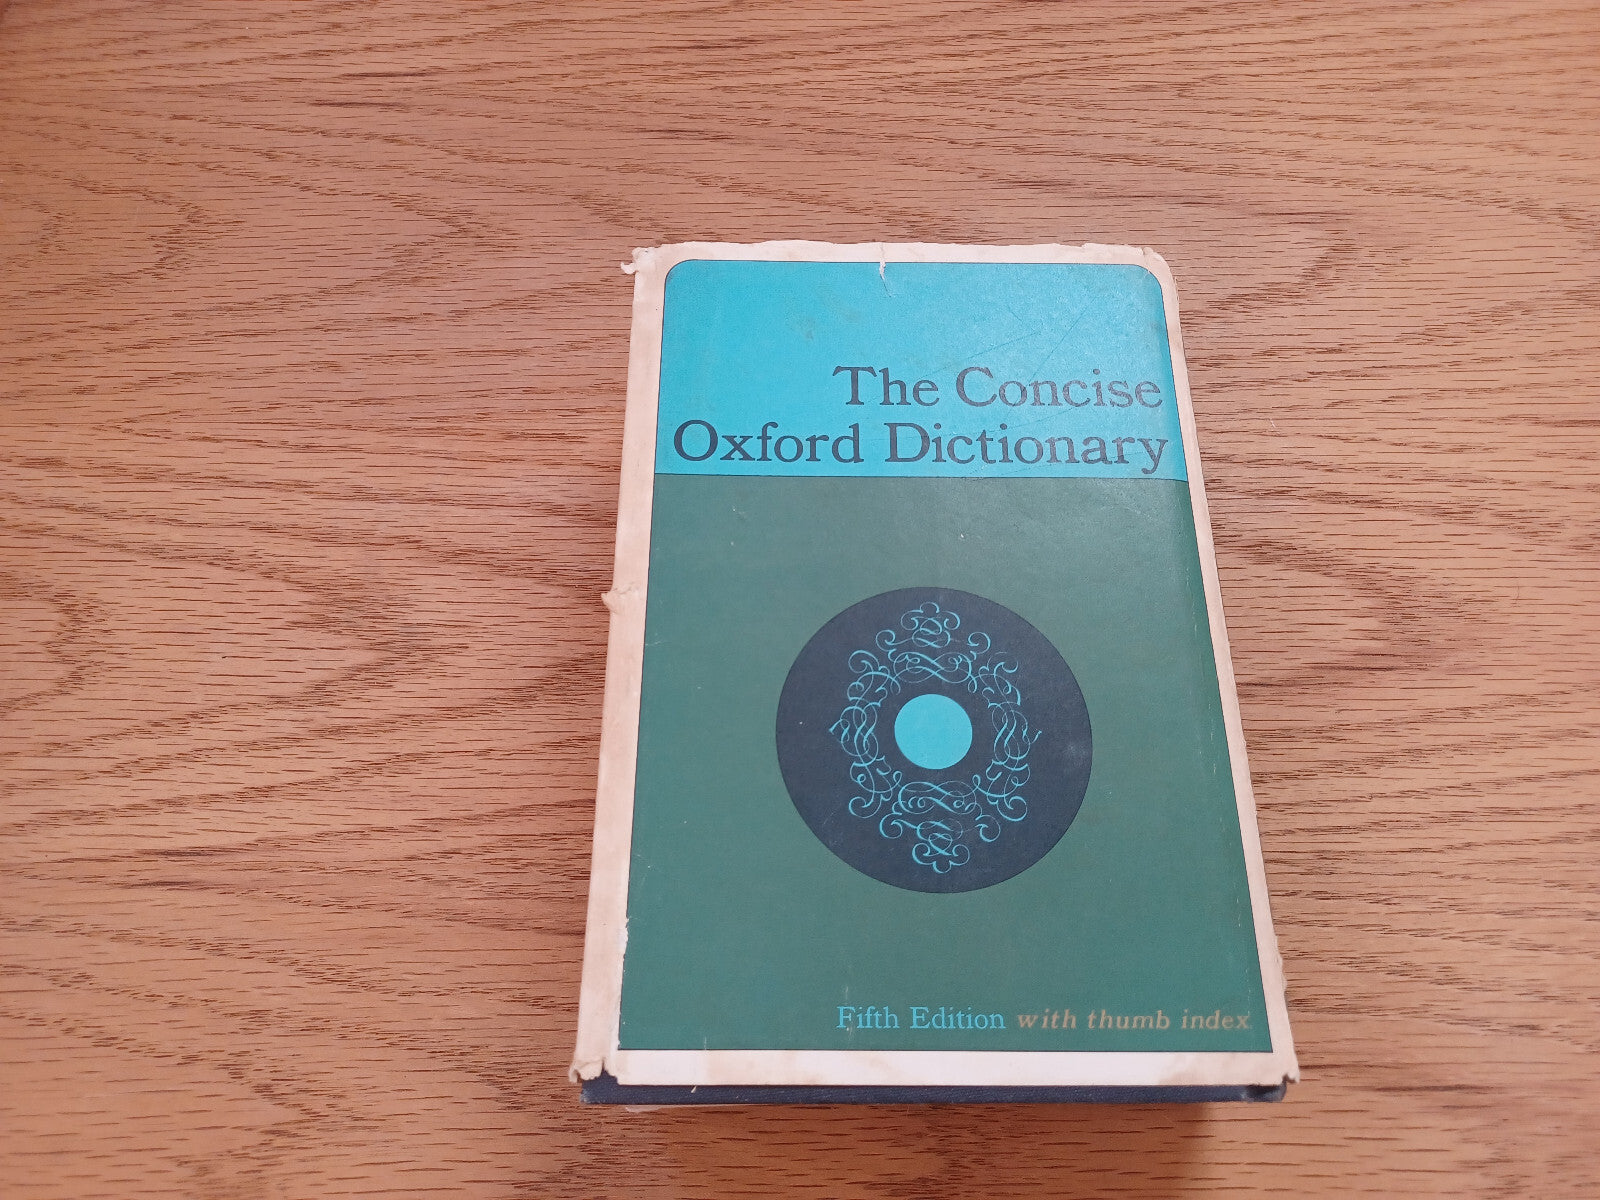 The Concise
Oxford Dictionary
Fifth Edition with thumb index